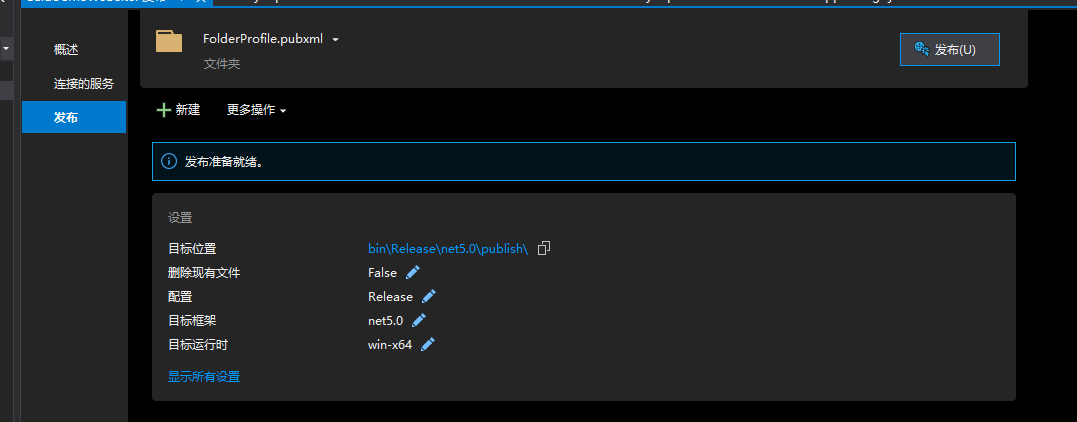 概述
连接的服务
发布
FolderProfile.pubxml
文件夹
发布(U)
新建
更多操作
发布准备就绪。
设置
目标位置 bin\Release\net5.0\publish\
删除现有文件 False
配置 Release
目标框架 net5.0
目标运行时 win-x64
显示所有设置